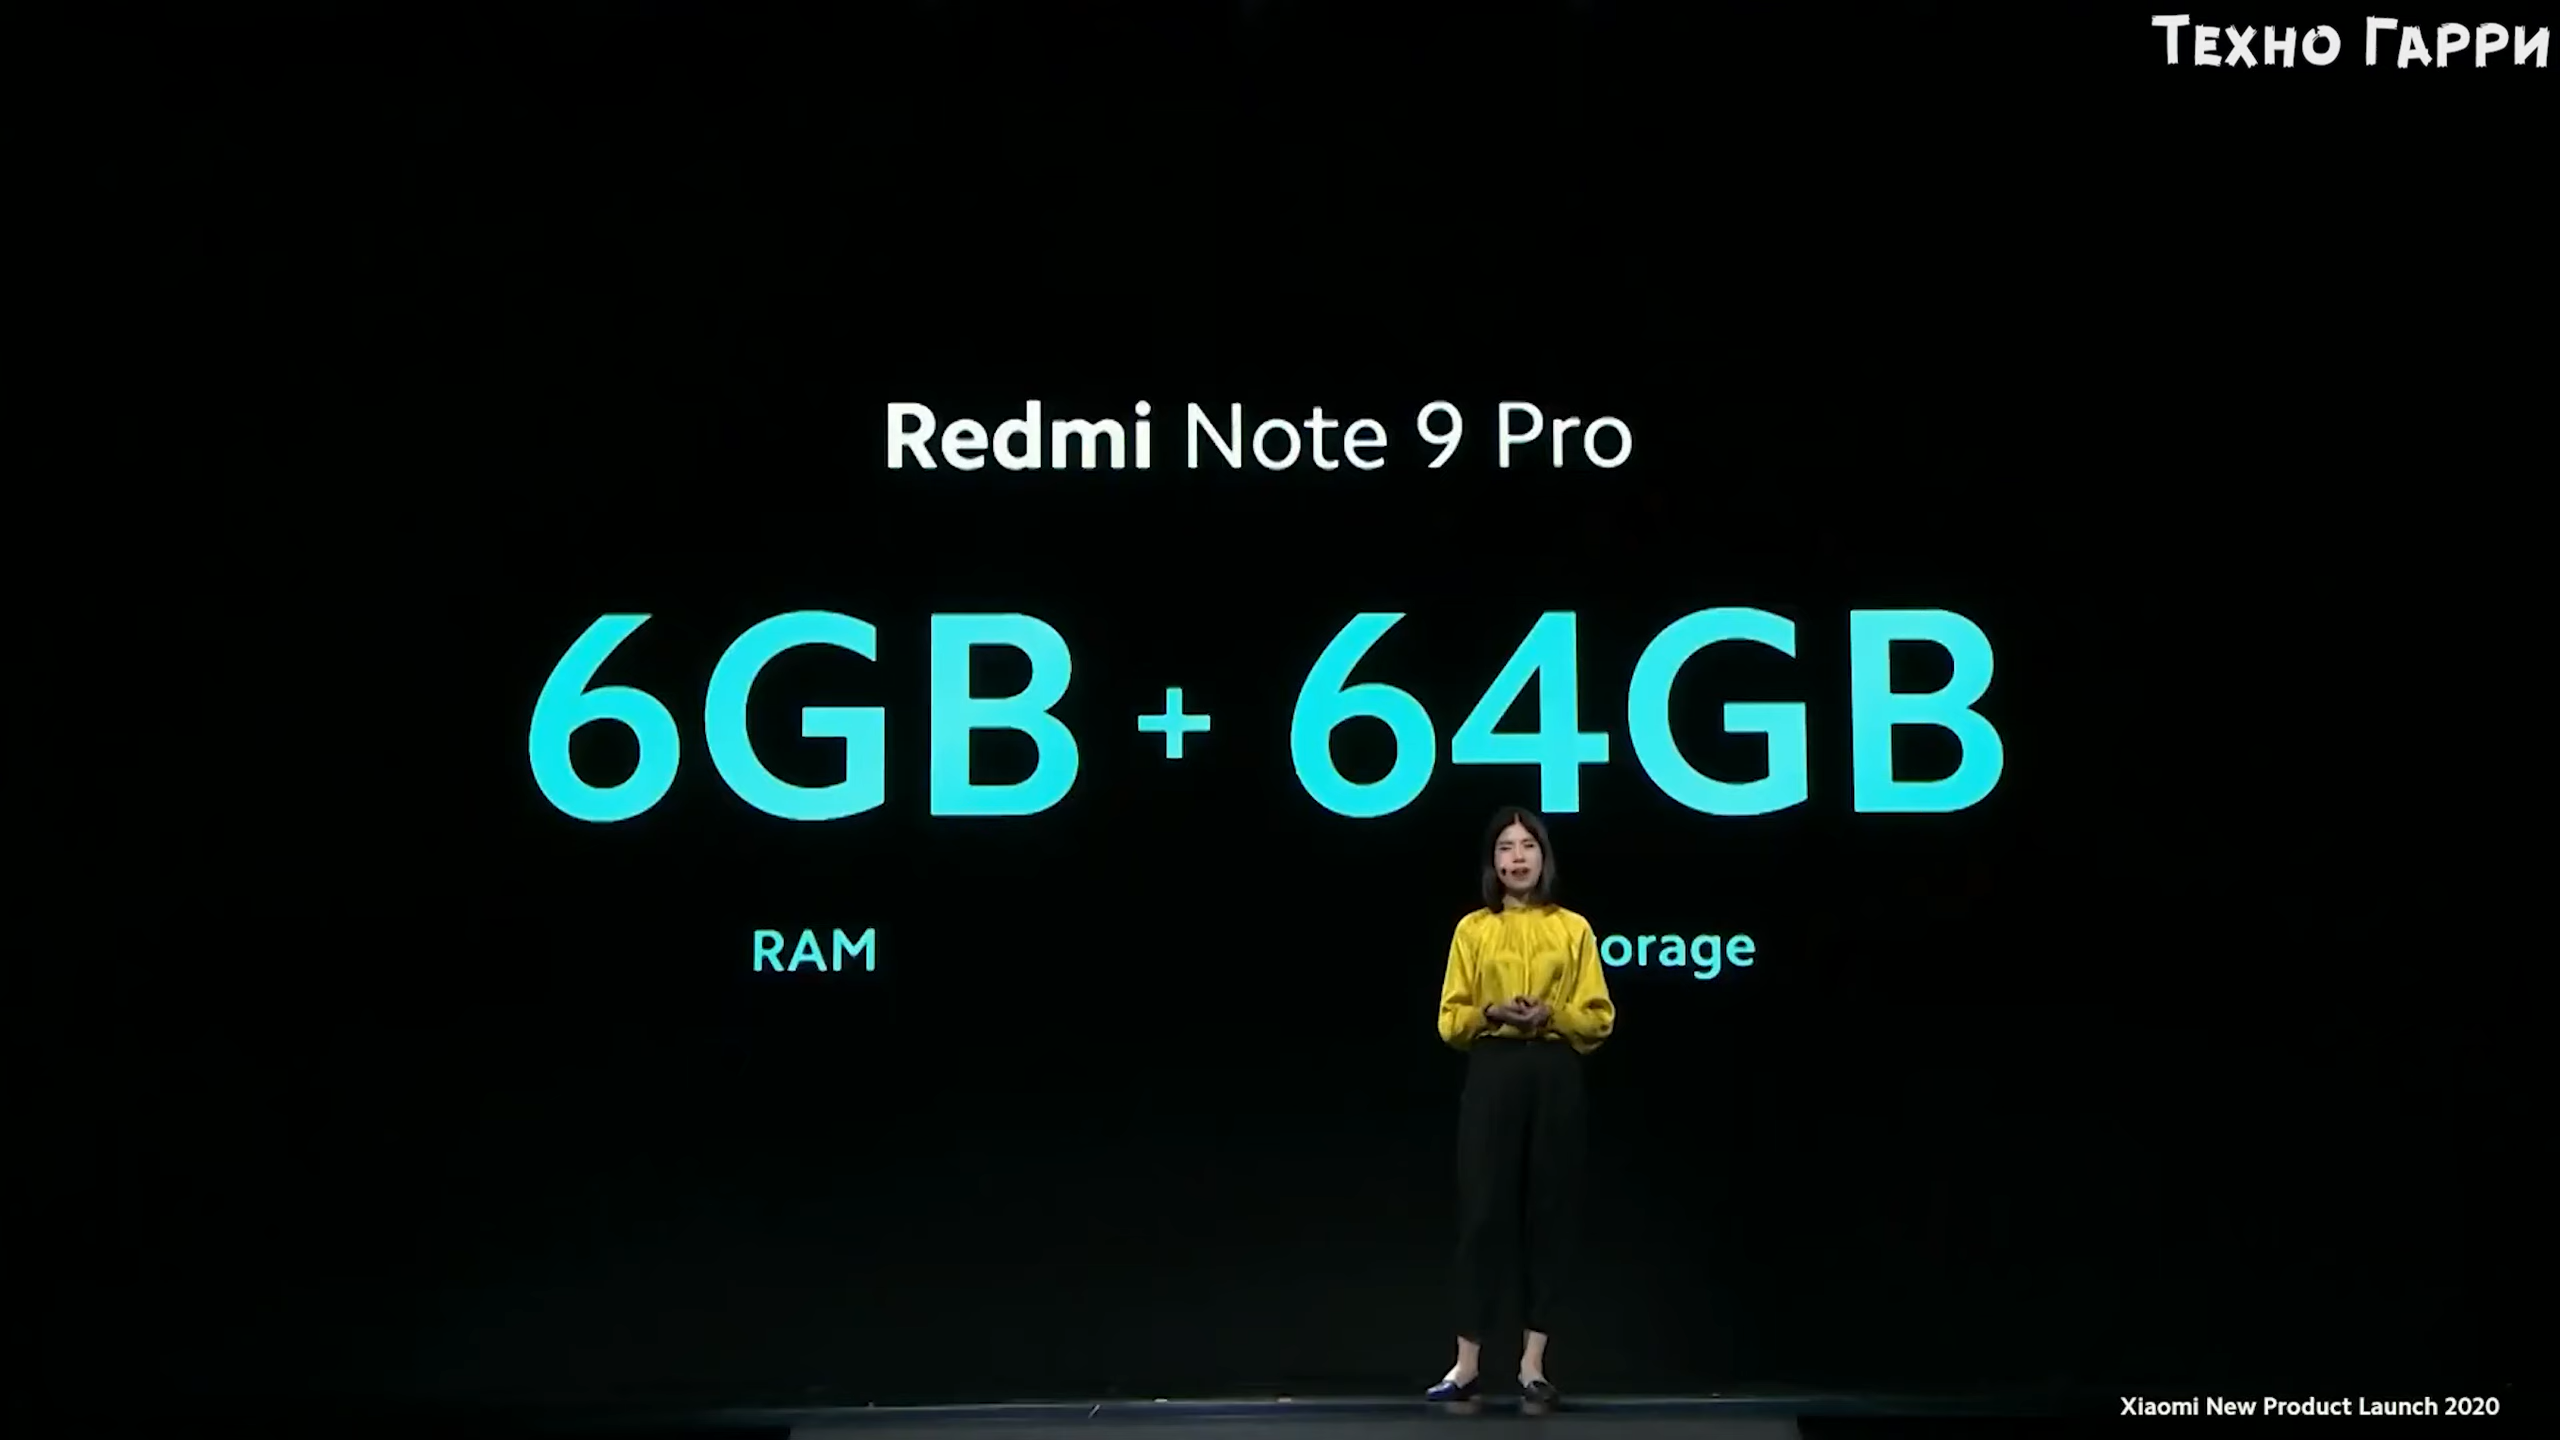 Техно Гарри
Redmi Note 9 Pro
6GB + 64GB
RAM
orage
Xiaomi New Product Launch 2020